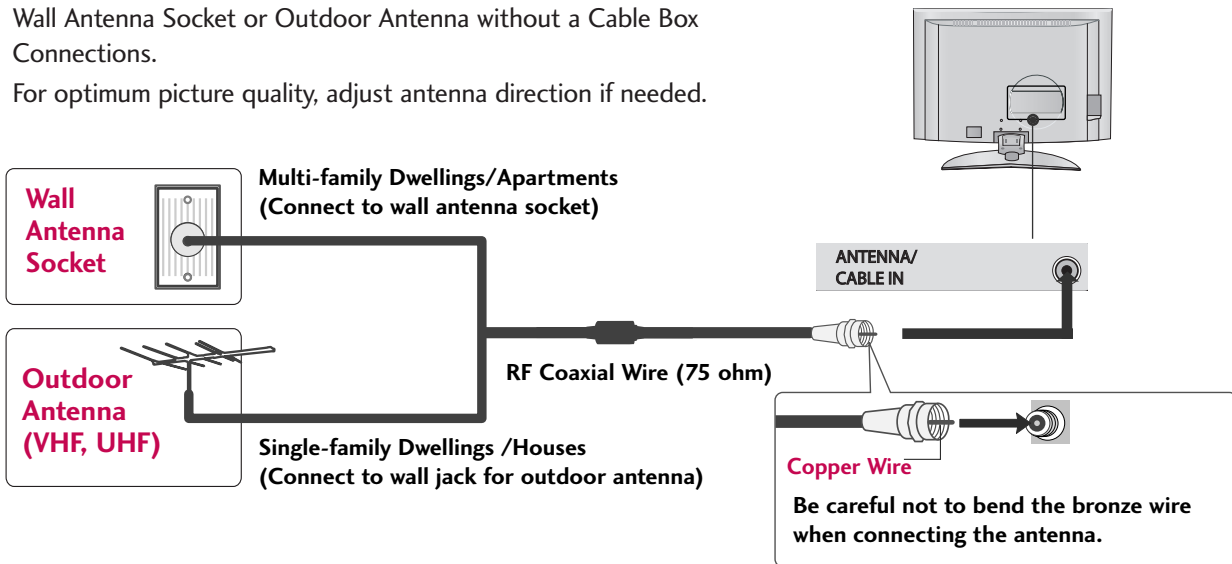 Wall Antenna Socket or Outdoor Antenna without a Cable Box
Connections.
For optimum picture quality, adjust antenna direction if needed.
Wall
Antenna
Socket
Multi-family Dwellings/Apartments
(Connect to wall antenna socket)
ANTENNA/
CABLE IN
RF Coaxial Wire (75 ohm)
Outdoor
Antenna
(VHF, UHF)
Single-family Dwellings /Houses
(Connect to wall jack for outdoor antenna)
Copper Wire
Be careful not to bend the bronze wire
when connecting the antenna.